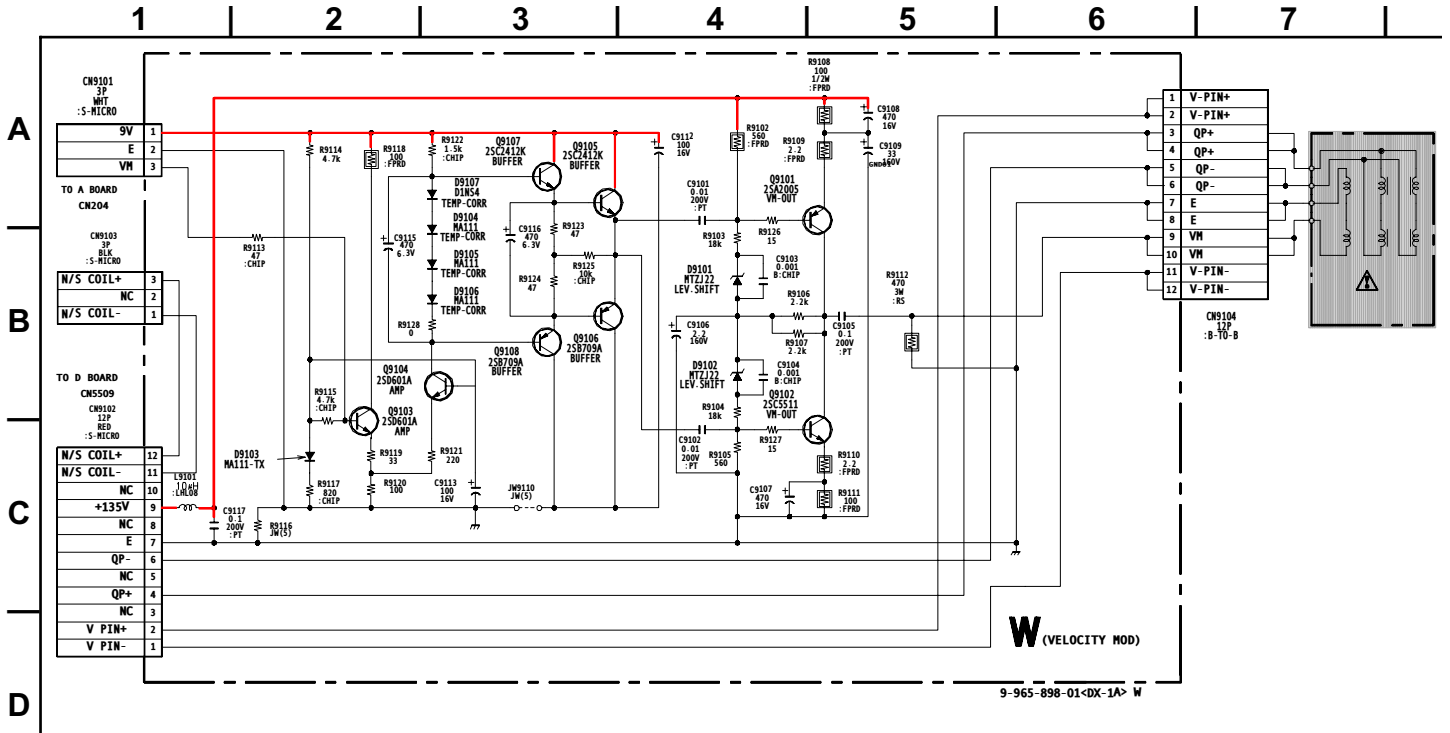 1 2 3 4 5 6 7
A
B
C
D
CN9101
3P
WHT
:S-MICRO
9V 1
E 2
VM 3
TO A BOARD
CN204
CN9103
3P
BLK
:S-MICRO
N/S COIL+ 3
NC 2
N/S COIL- 1
TO D BOARD
CN5509
CN9102
12P
RED
:S-MICRO
N/S COIL+ 12
N/S COIL- 11
NC 10
+135V 9
NC 8
E 7
QP- 6
NC 5
QP+ 4
NC 3
V PIN+ 2
V PIN- 1
L9101
10μH
:LHL08
C9117
0.1
200V
:PT
R9116
JW(5)
R9113
47
:CHIP
R9114
4.7k
R9118
100
:FPRD
R9122
1.5k
:CHIP
D9107
D1NS4
TEMP-CORR
D9104
MA111
TEMP-CORR
D9105
MA111
TEMP-CORR
D9106
MA111
TEMP-CORR
C9115
470
6.3V
R9128
0
Q9104
2SD601A
AMP
Q9103
2SD601A
AMP
R9115
4.7k
:CHIP
D9103
MA111-TX
R9117
820
:CHIP
R9119
33
R9120
100
R9121
220
C9113
100
16V
JW9110
JW(5)
Q9107
2SC2412K
BUFFER
Q9105
2SC2412K
BUFFER
C9116
470
6.3V
R9123
47
R9124
47
R9125
10k
:CHIP
Q9108
2SB709A
BUFFER
Q9106
2SB709A
BUFFER
C9112
100
16V
R9102
560
:FPRD
C9101
0.01
200V
:PT
R9103
18k
R9126
15
D9101
MTZJ22
LEV.SHIFT
C9103
0.001
B:CHIP
C9106
2.2
160V
R9106
2.2k
R9107
2.2k
D9102
MTZJ22
LEV.SHIFT
C9104
0.001
B:CHIP
R9104
18k
C9102
0.01
200V
:PT
R9105
560
R9127
15
Q9102
2SC5511
VM-OUT
Q9101
2SA2005
VM-OUT
R9108
100
1/2W
:FPRD
R9109
2.2
:FPRD
C9108
470
16V
C9109
33
160V
GND01
C9105
0.1
200V
:PT
R9112
470
3W
:RS
R9110
2.2
:FPRD
R9111
100
:FPRD
C9107
470
16V
1 V-PIN+
2 V-PIN+
3 QP+
4 QP+
5 QP-
6 QP-
7 E
8 E
9 VM
10 VM
11 V-PIN-
12 V-PIN-
CN9104
12P
:B-TO-B
W (VELOCITY MOD)
9-965-898-01<DX-1A> W